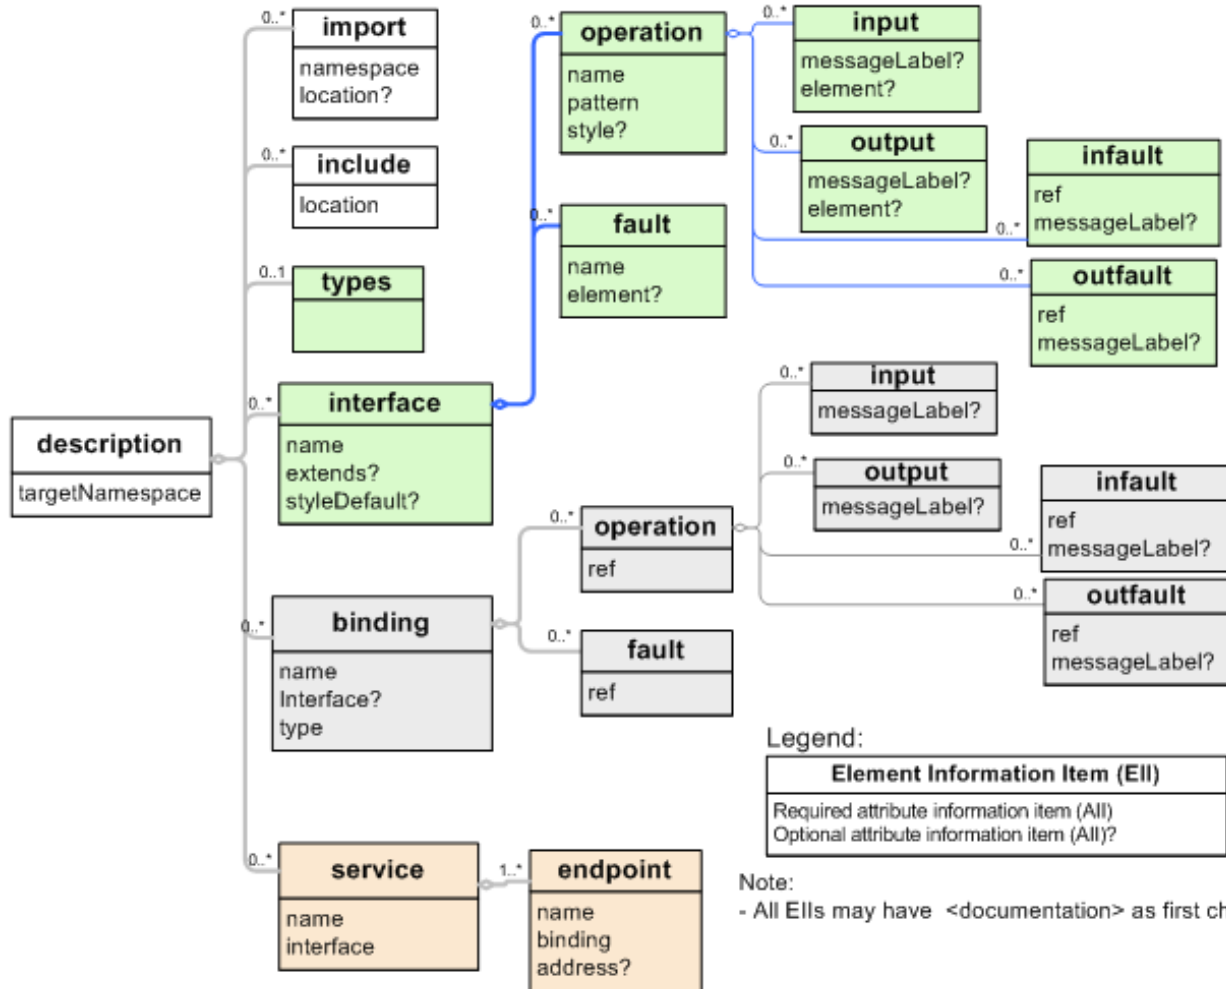 0..*
import
namespace
location?
0..*
include
location
0..1
types
0..*
interface
name
extends?
styleDefault?
description
targetNamespace
0..*
operation
name
pattern
style?
0..*
fault
name
element?
0..*
input
messageLabel?
element?
0..*
output
messageLabel?
element?
0..*
infault
ref
messageLabel?
0..*
outfault
ref
messageLabel?
0..*
binding
name
Interface?
type
0..*
operation
ref
0..*
fault
ref
0..*
input
messageLabel?
0..*
output
messageLabel?
0..*
infault
ref
messageLabel?
0..*
outfault
ref
messageLabel?
0..*
service
name
interface
1..*
endpoint
name
binding
address?
Legend:
Element Information Item (EII)
Required attribute information item (AII)
Optional attribute information item (AII)?
Note:
- All EIIs may have <documentation> as first ch